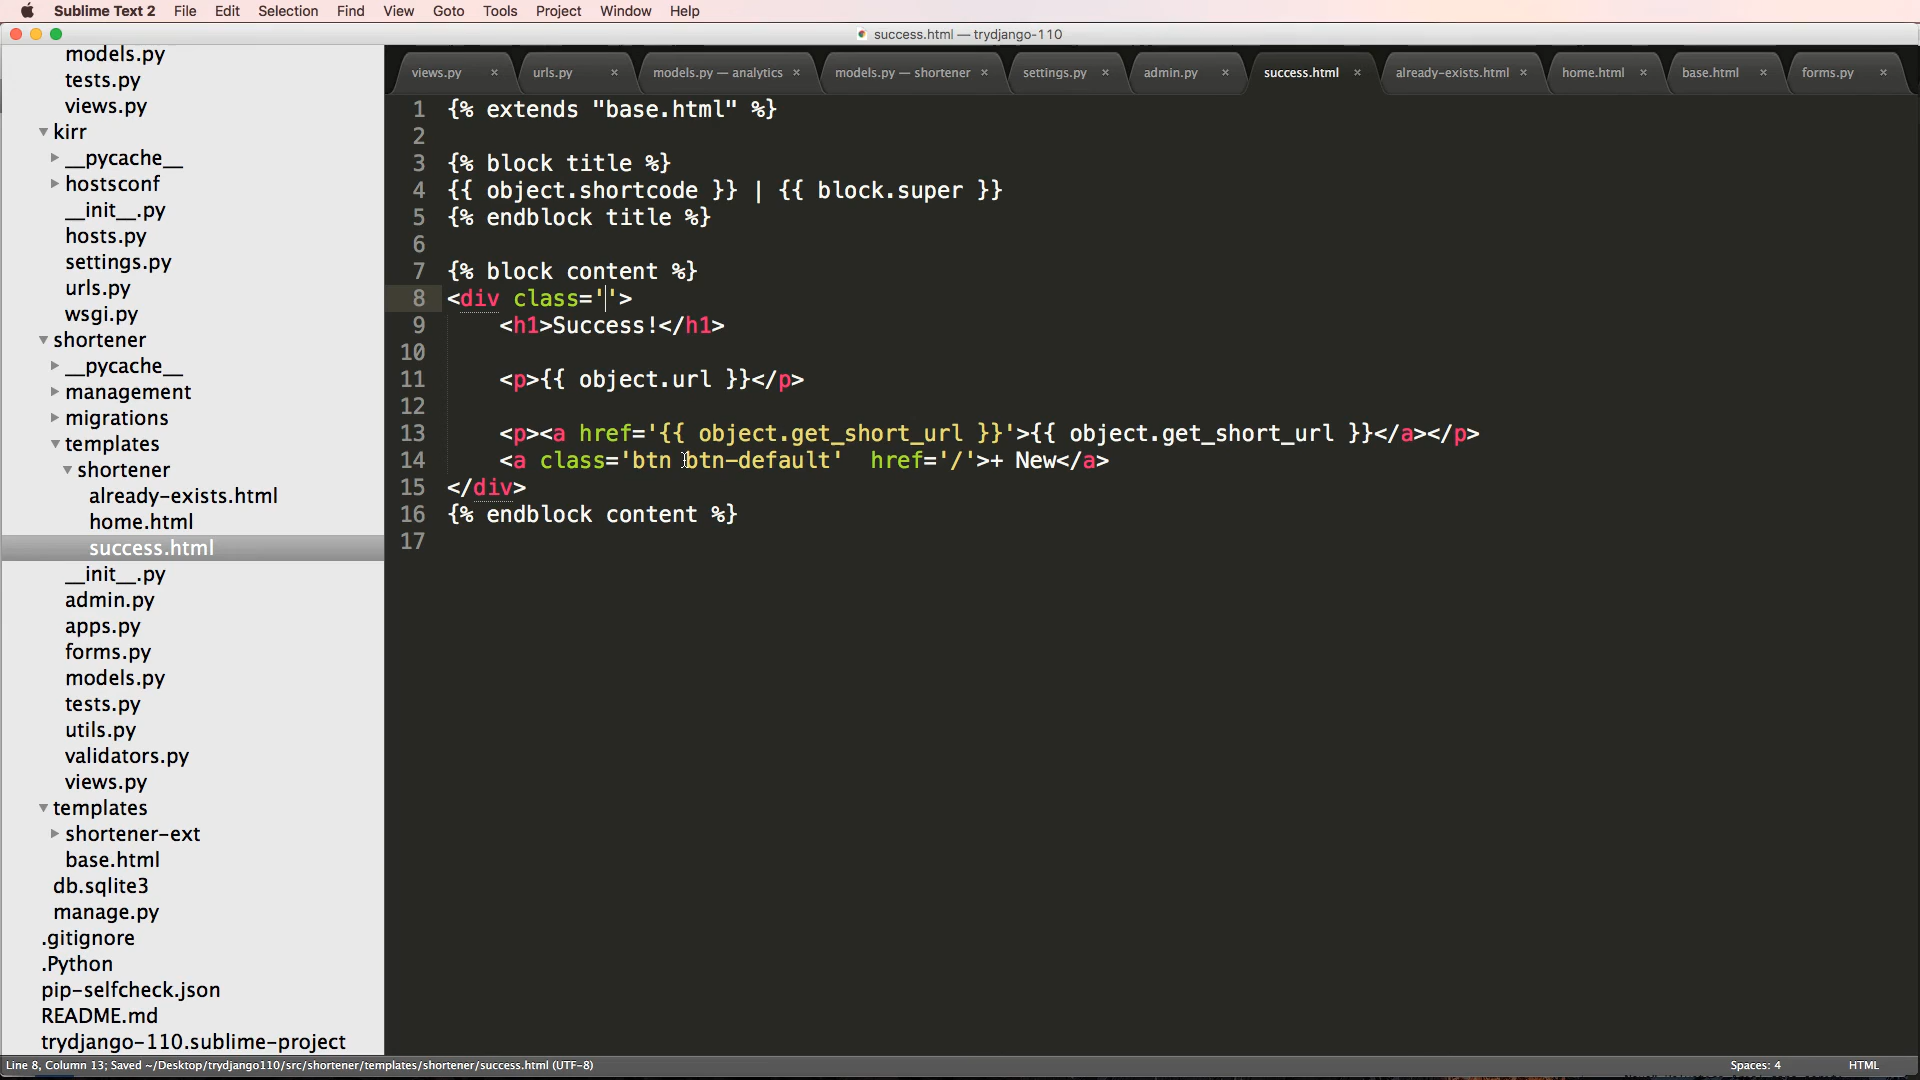 Sublime Text 2 File Edit Selection Find View Goto Tools Project Window Help
success.html — trydjango-110
views.py × urls.py × models.py — analytics × models.py — shortener × settings.py × admin.py × success.html × already-exists.html × home.html × base.html × forms.py ×
models.py
tests.py
views.py
kirr
__pycache__
hostsconf
__init__.py
hosts.py
settings.py
urls.py
wsgi.py
shortener
__pycache__
management
migrations
templates
shortener
already-exists.html
home.html
success.html
__init__.py
admin.py
apps.py
forms.py
models.py
tests.py
utils.py
validators.py
views.py
templates
shortener-ext
base.html
db.sqlite3
manage.py
.gitignore
.Python
pip-selfcheck.json
README.md
trydjango-110.sublime-project
1 {% extends "base.html" %}
2
3 {% block title %}
4 {{ object.shortcode }} | {{ block.super }}
5 {% endblock title %}
6
7 {% block content %}
8 <div class=''>
9 <h1>Success!</h1>
10
11 <p>{{ object.url }}</p>
12
13 <p><a href='{{ object.get_short_url }}'>{{ object.get_short_url }}</a></p>
14 <a class='btn btn-default'  href='/'>+ New</a>
15 </div>
16 {% endblock content %}
17
Line 8, Column 13; Saved ~/Desktop/trydjango110/src/shortener/templates/shortener/success.html (UTF-8) Spaces: 4 HTML